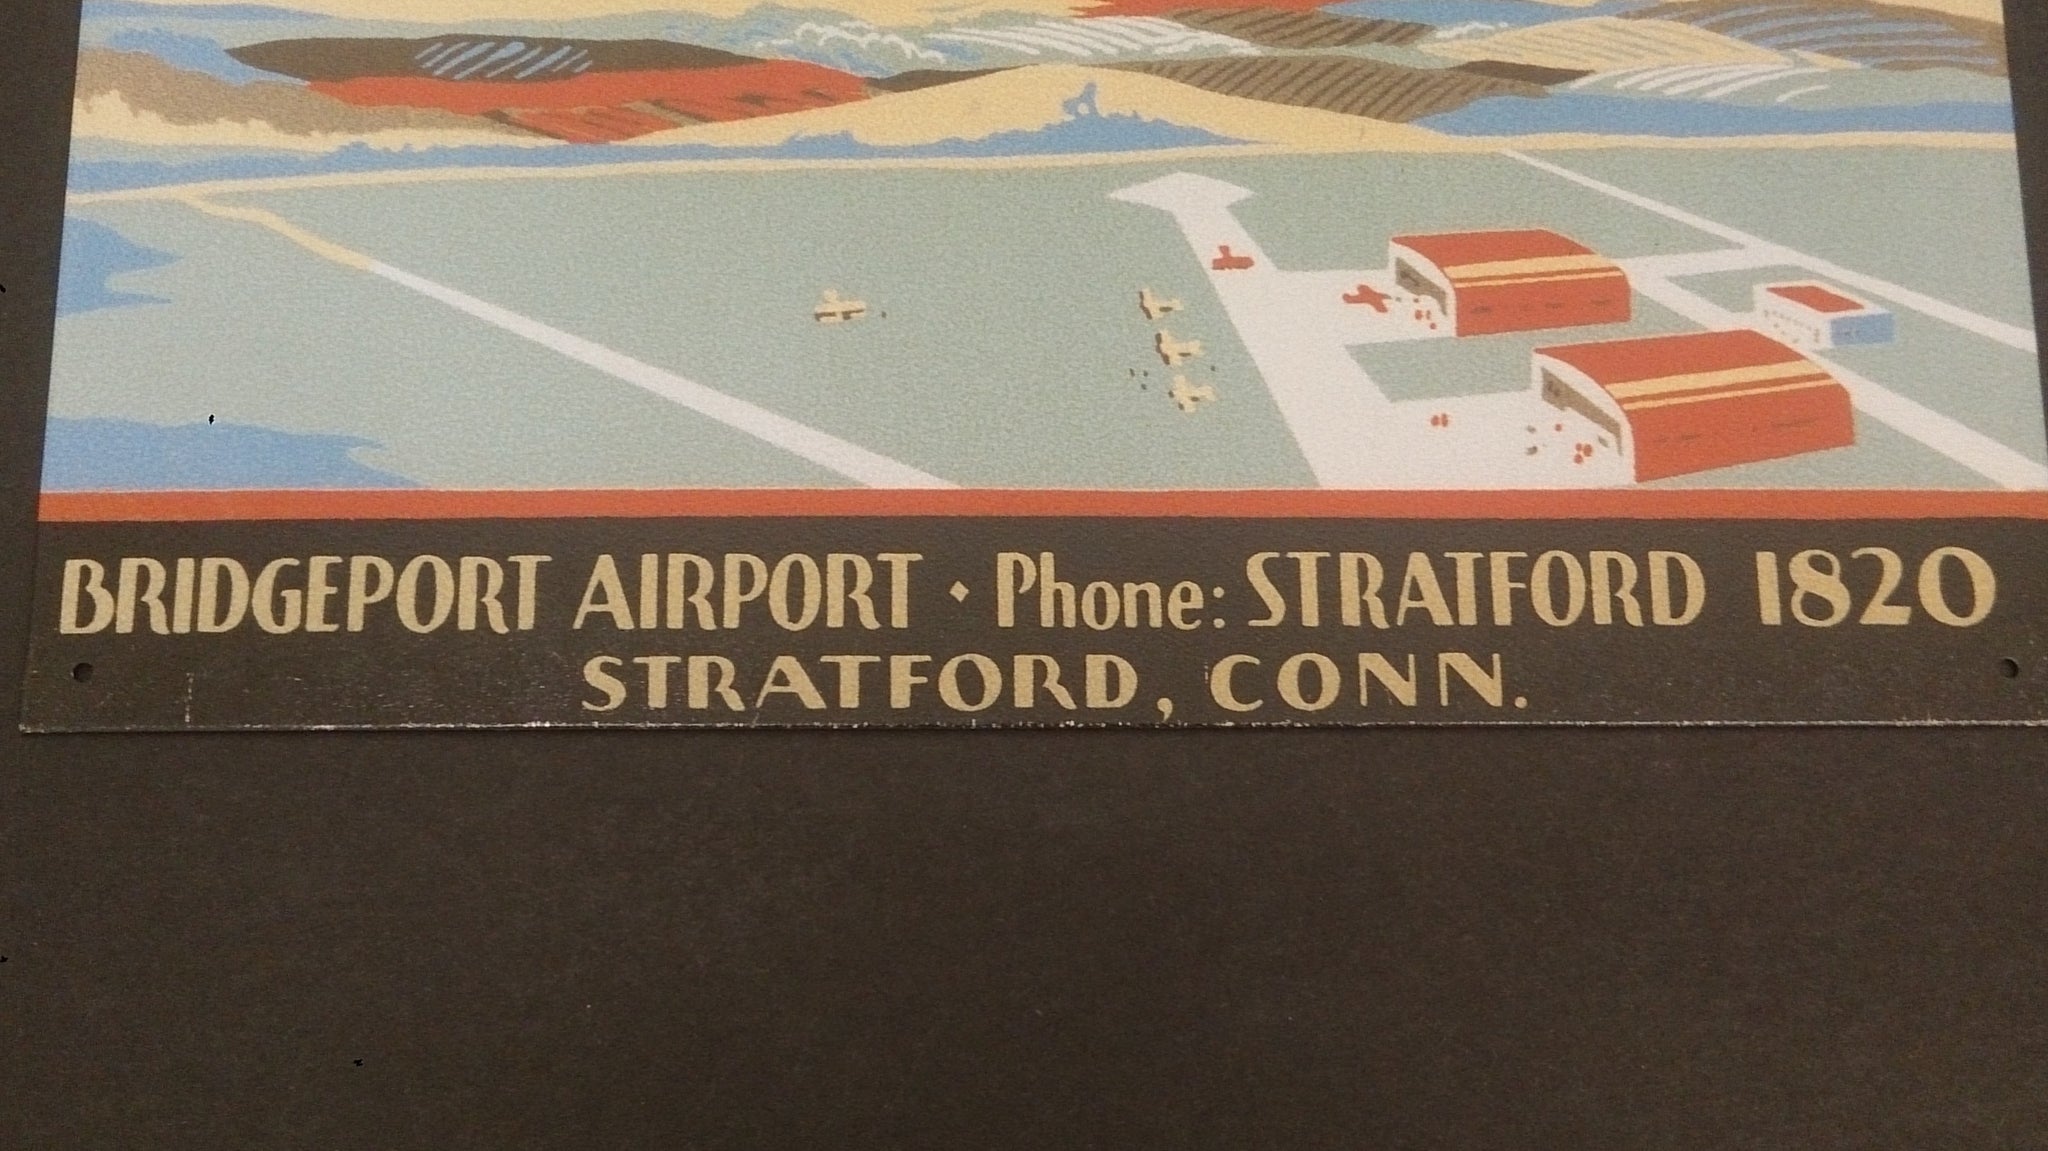 BRIDGEPORT AIRPORT · Phone: STRATFORD 1820
STRATFORD, CONN.